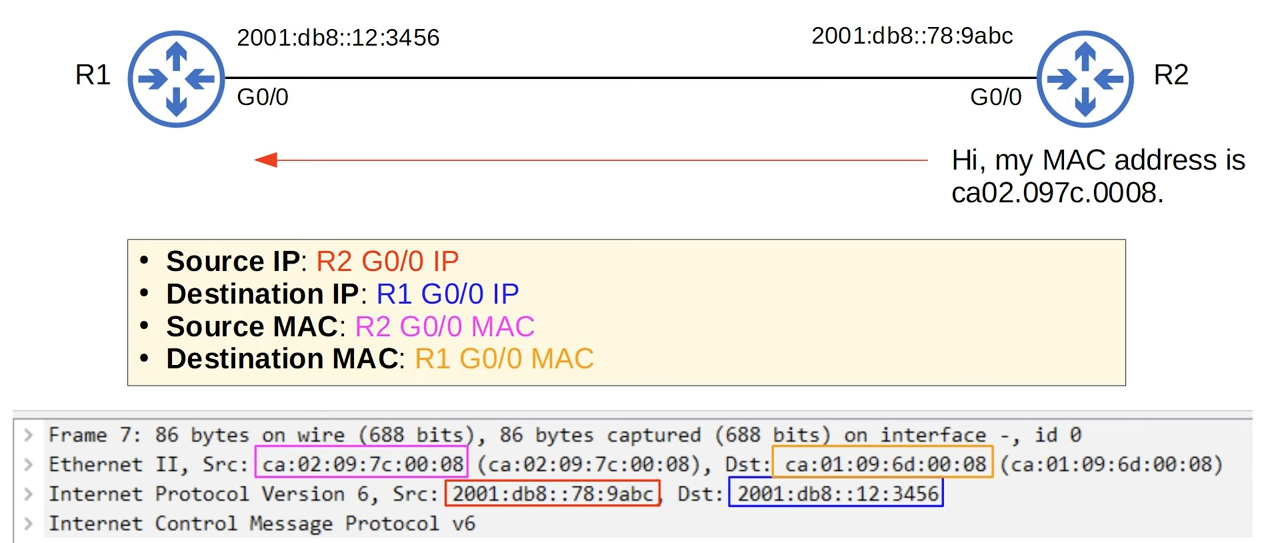 2001:db8::12:3456
2001:db8::78:9abc
R1
R2
G0/0
G0/0
Hi, my MAC address is
ca02.097c.0008.
• Source IP: R2 G0/0 IP
• Destination IP: R1 G0/0 IP
• Source MAC: R2 G0/0 MAC
• Destination MAC: R1 G0/0 MAC
> Frame 7: 86 bytes on wire (688 bits), 86 bytes captured (688 bits) on interface -, id 0
> Ethernet II, Src: ca:02:09:7c:00:08 (ca:02:09:7c:00:08), Dst: ca:01:09:6d:00:08 (ca:01:09:6d:00:08)
> Internet Protocol Version 6, Src: 2001:db8::78:9abc, Dst: 2001:db8::12:3456
> Internet Control Message Protocol v6